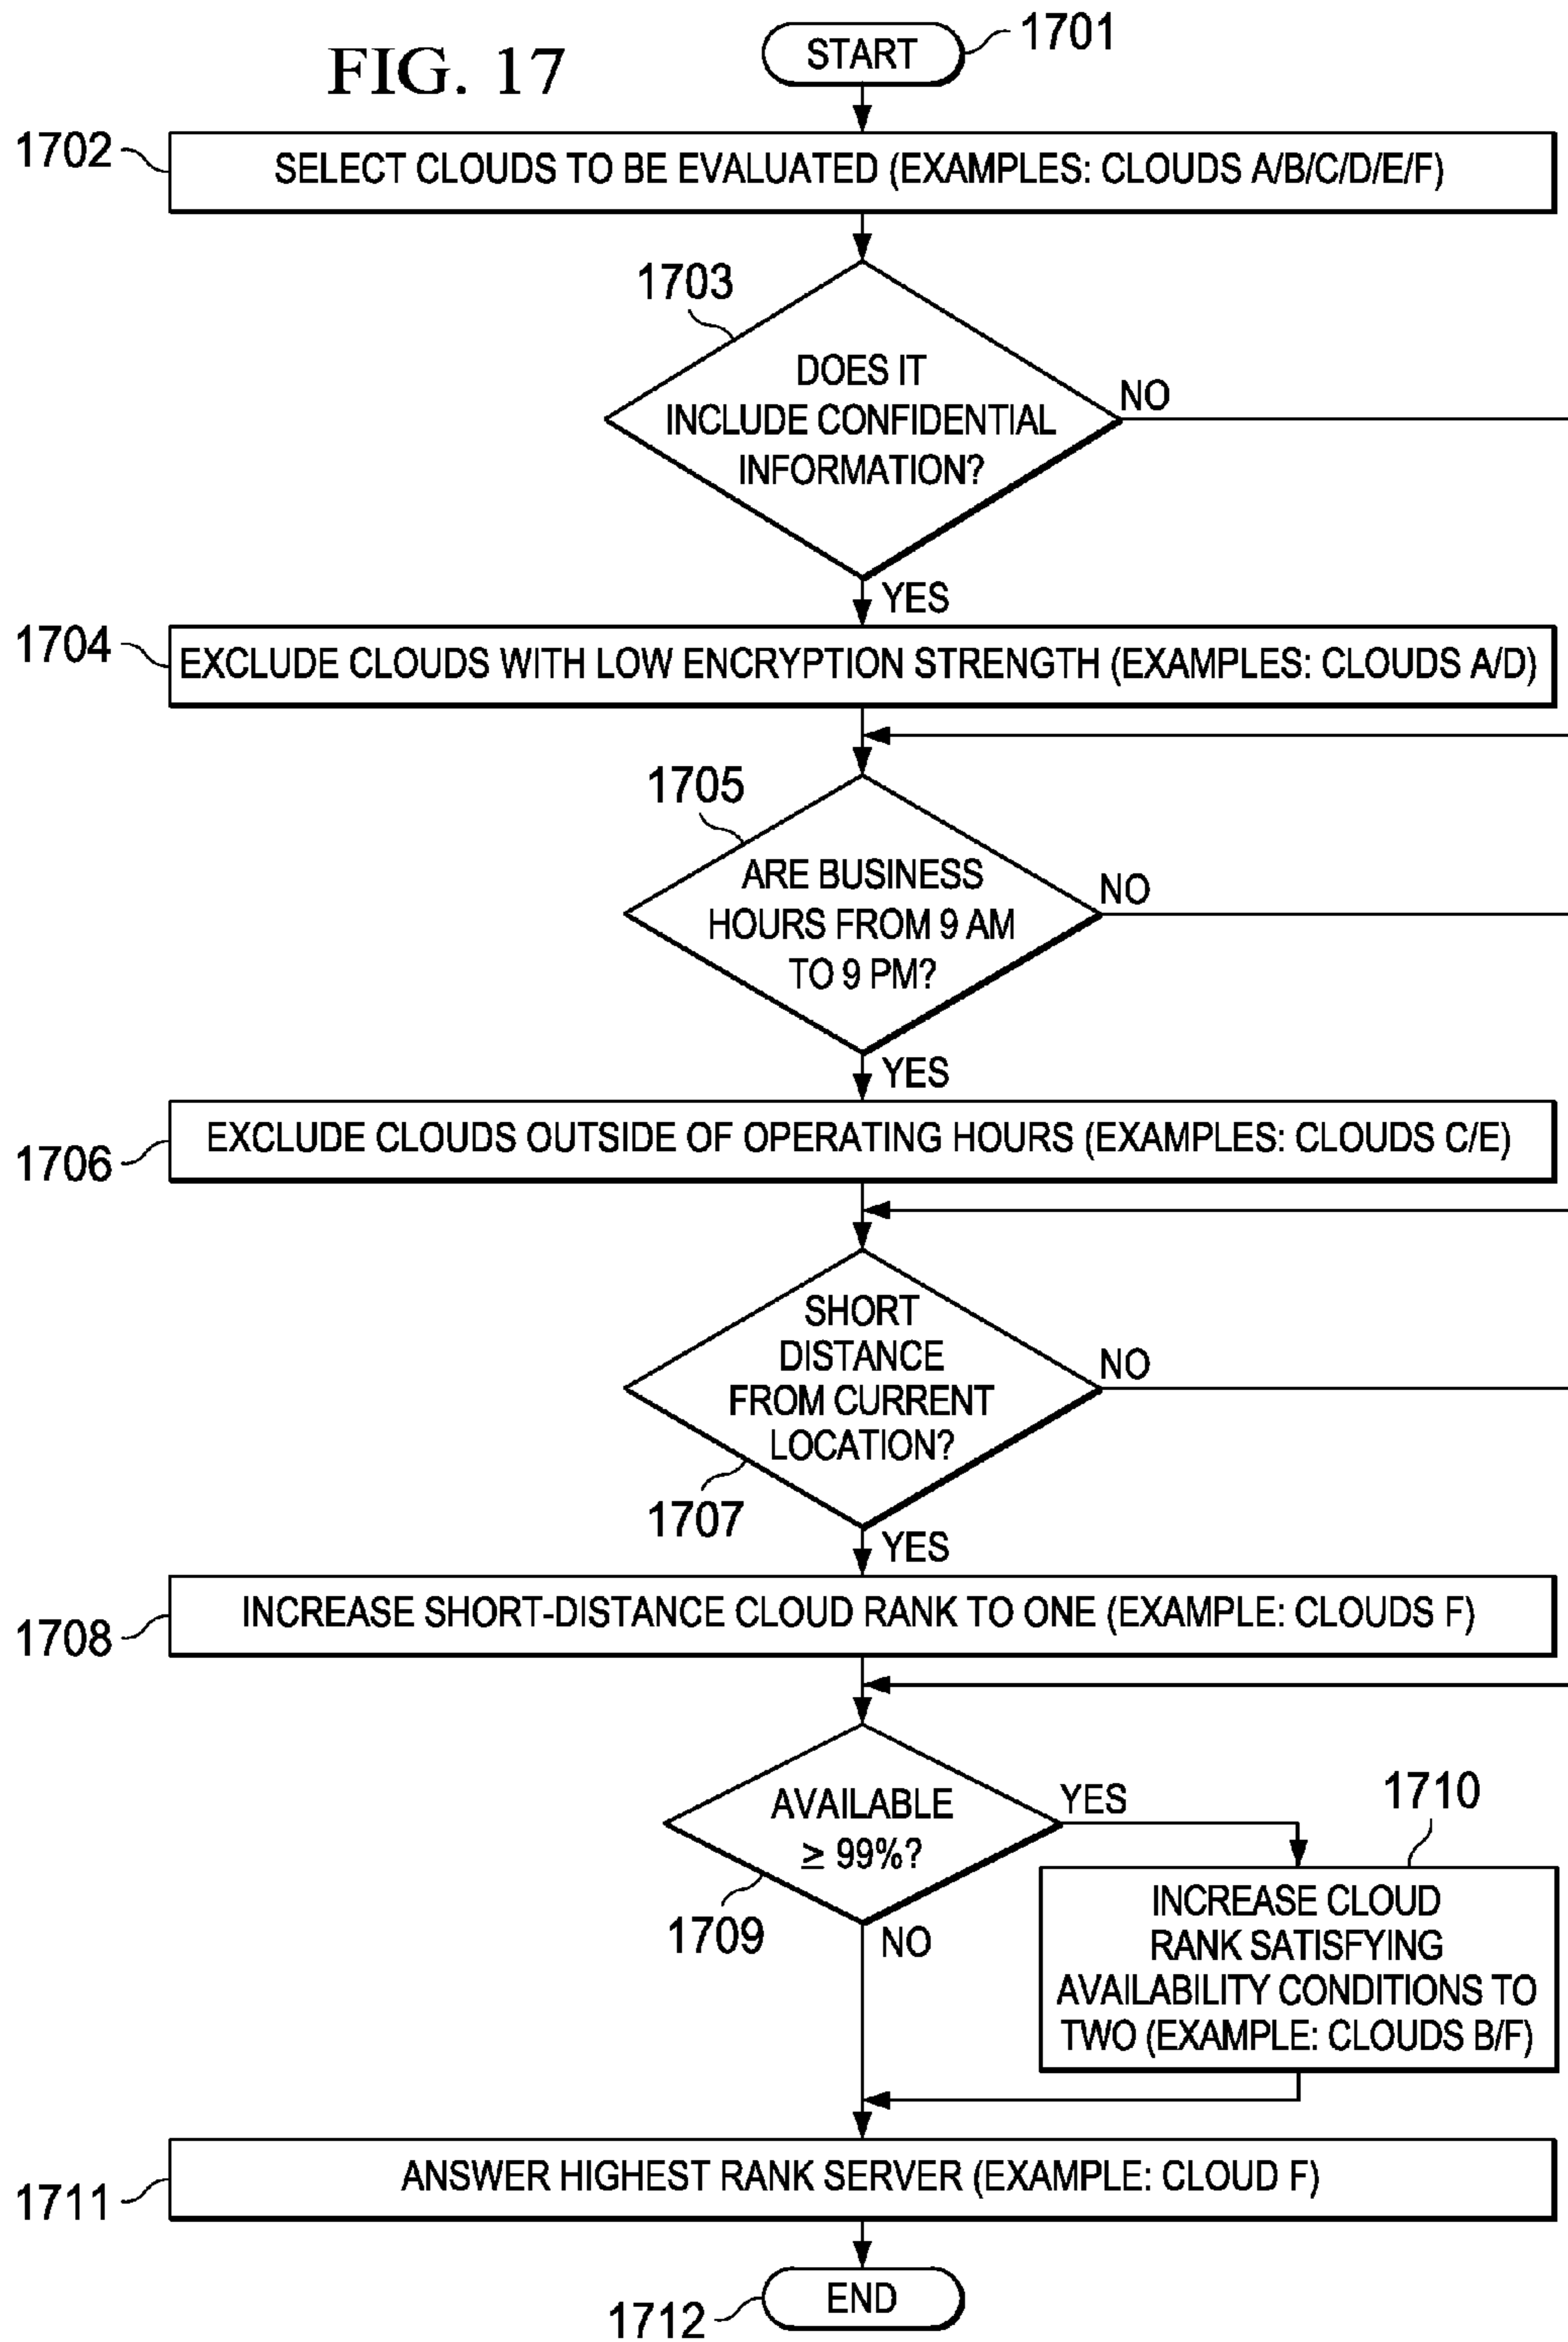 FIG. 17
START
1701
1702
SELECT CLOUDS TO BE EVALUATED (EXAMPLES: CLOUDS A/B/C/D/E/F)
1703
DOES IT
INCLUDE CONFIDENTIAL
INFORMATION?
NO
YES
1704
EXCLUDE CLOUDS WITH LOW ENCRYPTION STRENGTH (EXAMPLES: CLOUDS A/D)
1705
ARE BUSINESS
HOURS FROM 9 AM
TO 9 PM?
NO
YES
1706
EXCLUDE CLOUDS OUTSIDE OF OPERATING HOURS (EXAMPLES: CLOUDS C/E)
SHORT
DISTANCE
FROM CURRENT
LOCATION?
NO
1707
YES
1708
INCREASE SHORT-DISTANCE CLOUD RANK TO ONE (EXAMPLE: CLOUDS F)
AVAILABLE
≥ 99%?
YES
1709
NO
1710
INCREASE CLOUD
RANK SATISFYING
AVAILABILITY CONDITIONS TO
TWO (EXAMPLE: CLOUDS B/F)
1711
ANSWER HIGHEST RANK SERVER (EXAMPLE: CLOUD F)
END
1712